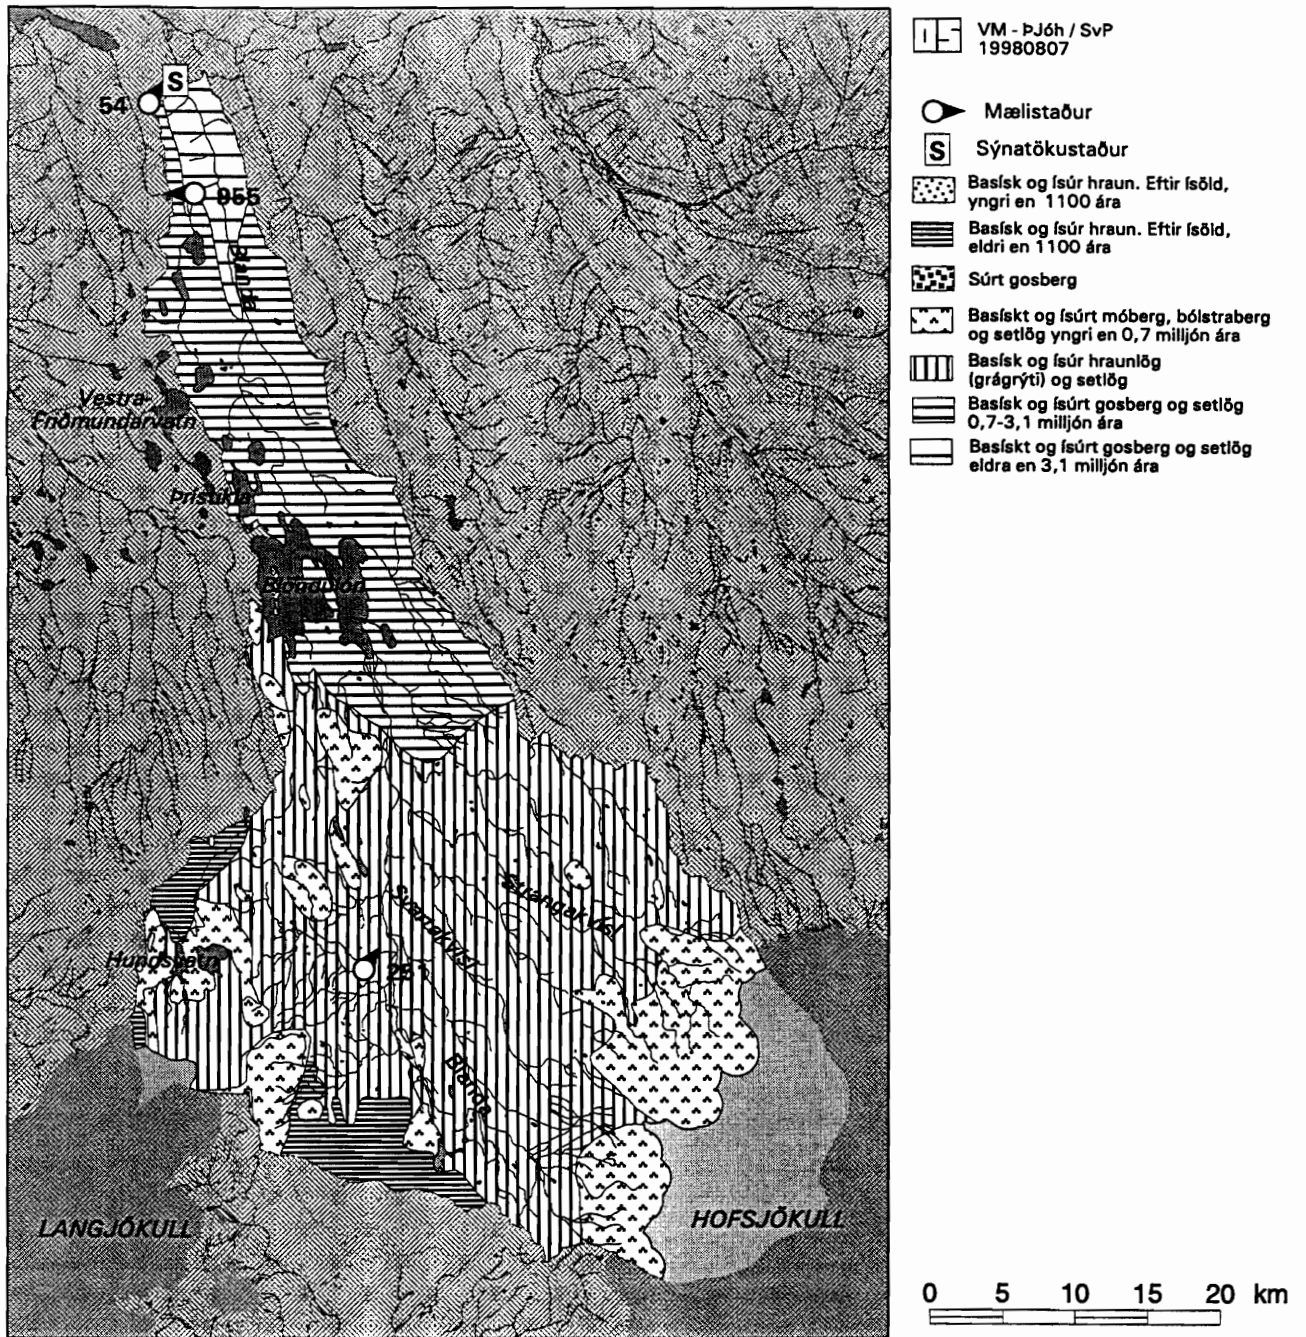 S
54
955
Blanda
Vestra-
Friðmundarvatn
Þrístikla
Blöndulón
Strangakvísl
Svartakvísl
Hundavatn
Blanda
LANGJÖKULL
HOFSJÖKULL
VM - ÞJóh / SvP
19980807
Mælistaður
S Sýnatökustaður
Basísk og ísúr hraun. Eftir ísöld,
yngri en 1100 ára
Basísk og ísúr hraun. Eftir ísöld,
eldri en 1100 ára
Súrt gosberg
Basískt og ísúrt móberg, bólstraberg
og setlög yngri en 0,7 milljón ára
Basísk og ísúr hraunlög
(grágrýti) og setlög
Basísk og ísúrt gosberg og setlög
0,7-3,1 milljón ára
Basískt og ísúrt gosberg og setlög
eldra en 3,1 milljón ára
0 5 10 15 20 km